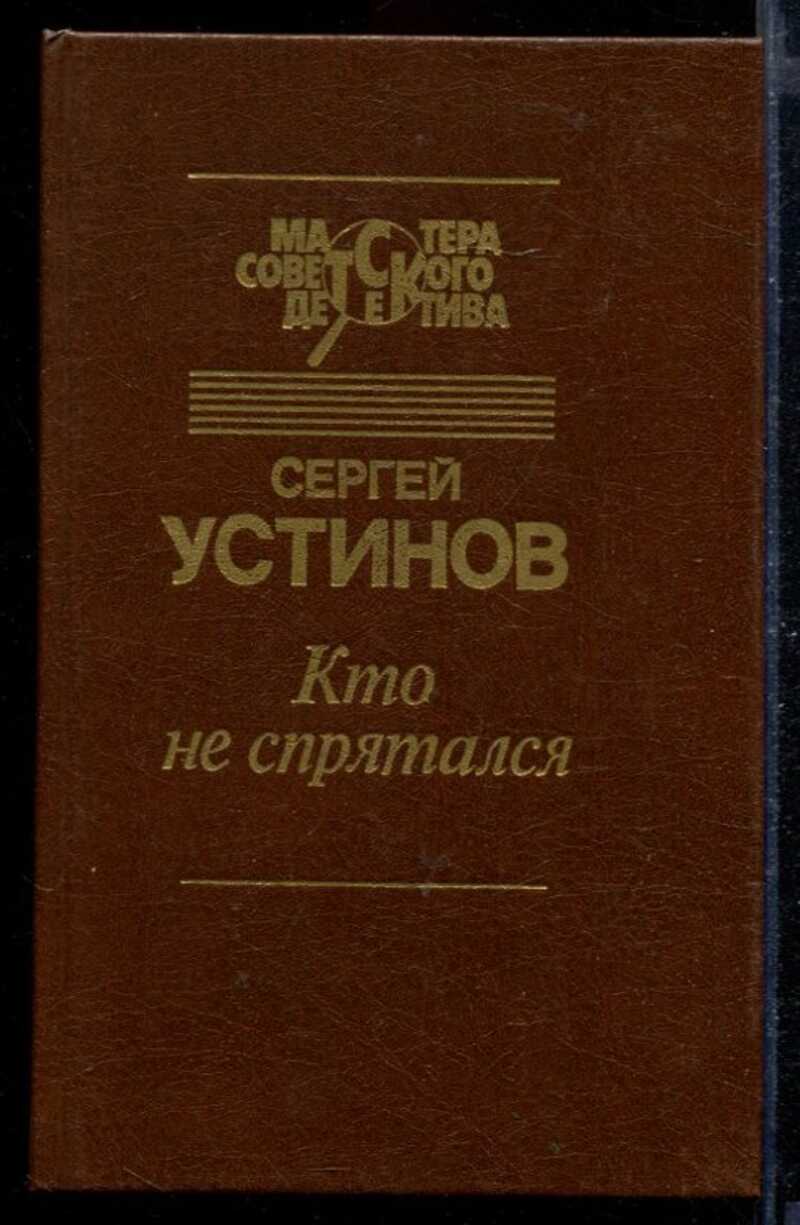 МАСТЕРА
СОВЕТСКОГО
ДЕТЕКТИВА
СЕРГЕЙ
УСТИНОВ
Кто
не спрятался